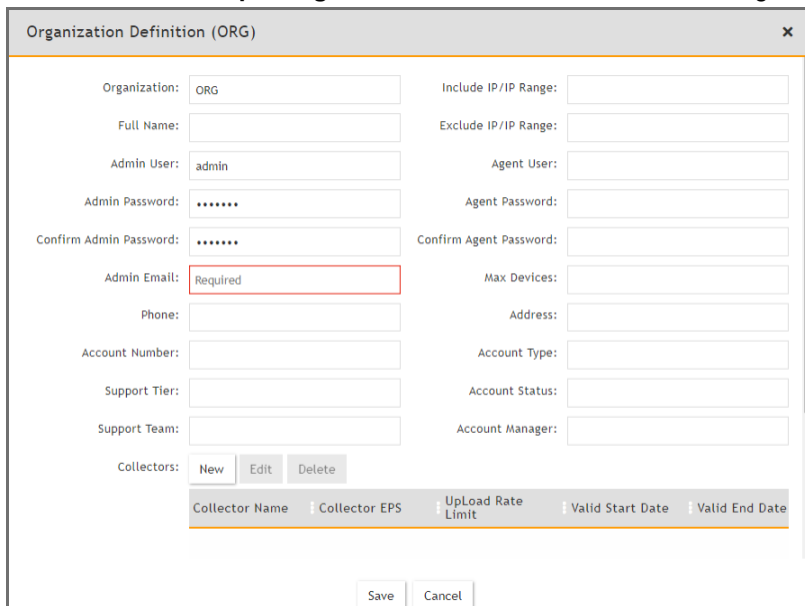 Organization Definition (ORG) ×
Organization: ORG Include IP/IP Range:
Full Name: Exclude IP/IP Range:
Admin User: admin Agent User:
Admin Password: ••••••• Agent Password:
Confirm Admin Password: ••••••• Confirm Agent Password:
Admin Email: Required Max Devices:
Phone: Address:
Account Number: Account Type:
Support Tier: Account Status:
Support Team: Account Manager:
Collectors: New Edit Delete
Collector Name Collector EPS UpLoad Rate Limit Valid Start Date Valid End Date
Save Cancel